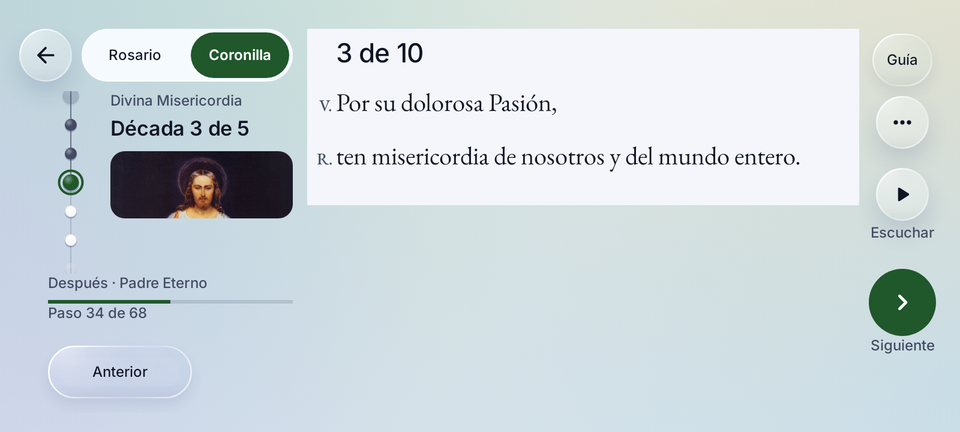 Rosario
Coronilla
Divina Misericordia
Década 3 de 5
Después · Padre Eterno
Paso 34 de 68
Anterior
3 de 10
V. Por su dolorosa Pasión,
R. ten misericordia de nosotros y del mundo entero.
Guía
Escuchar
Siguiente